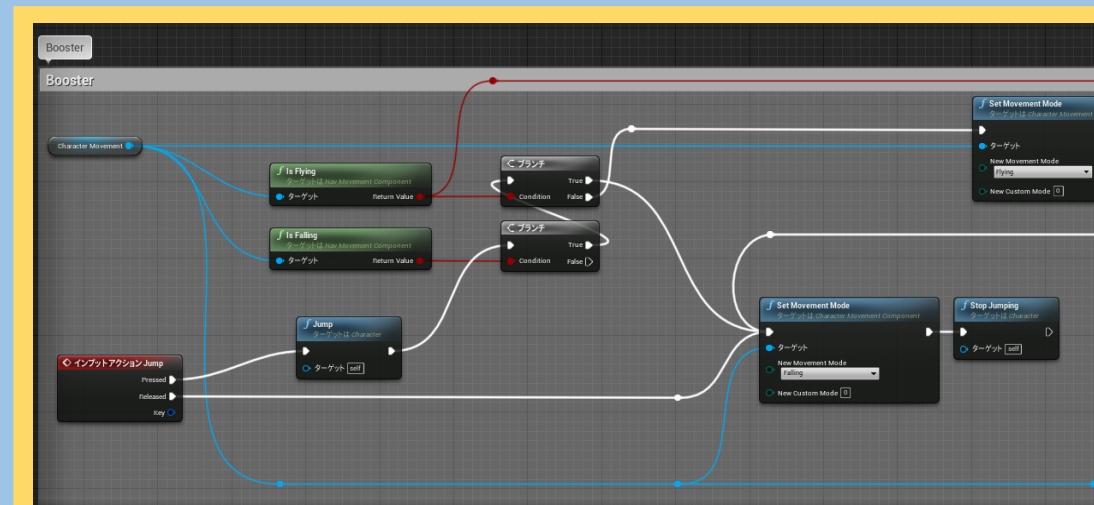 Booster
Booster
Character Movement
Is Flying
ターゲットは Nav Movement Component
ターゲット
Return Value
Is Falling
ターゲットは Nav Movement Component
ターゲット
Return Value
ブランチ
True
Condition
False
ブランチ
True
Condition
False
Set Movement Mode
ターゲットは Character Movement
ターゲット
New Movement Mode
Flying
New Custom Mode 0
Jump
ターゲットは Character
ターゲット self
インプットアクション Jump
Pressed
Released
Key
Set Movement Mode
ターゲットは Character Movement Component
ターゲット
New Movement Mode
Falling
New Custom Mode 0
Stop Jumping
ターゲットは Character
ターゲット self